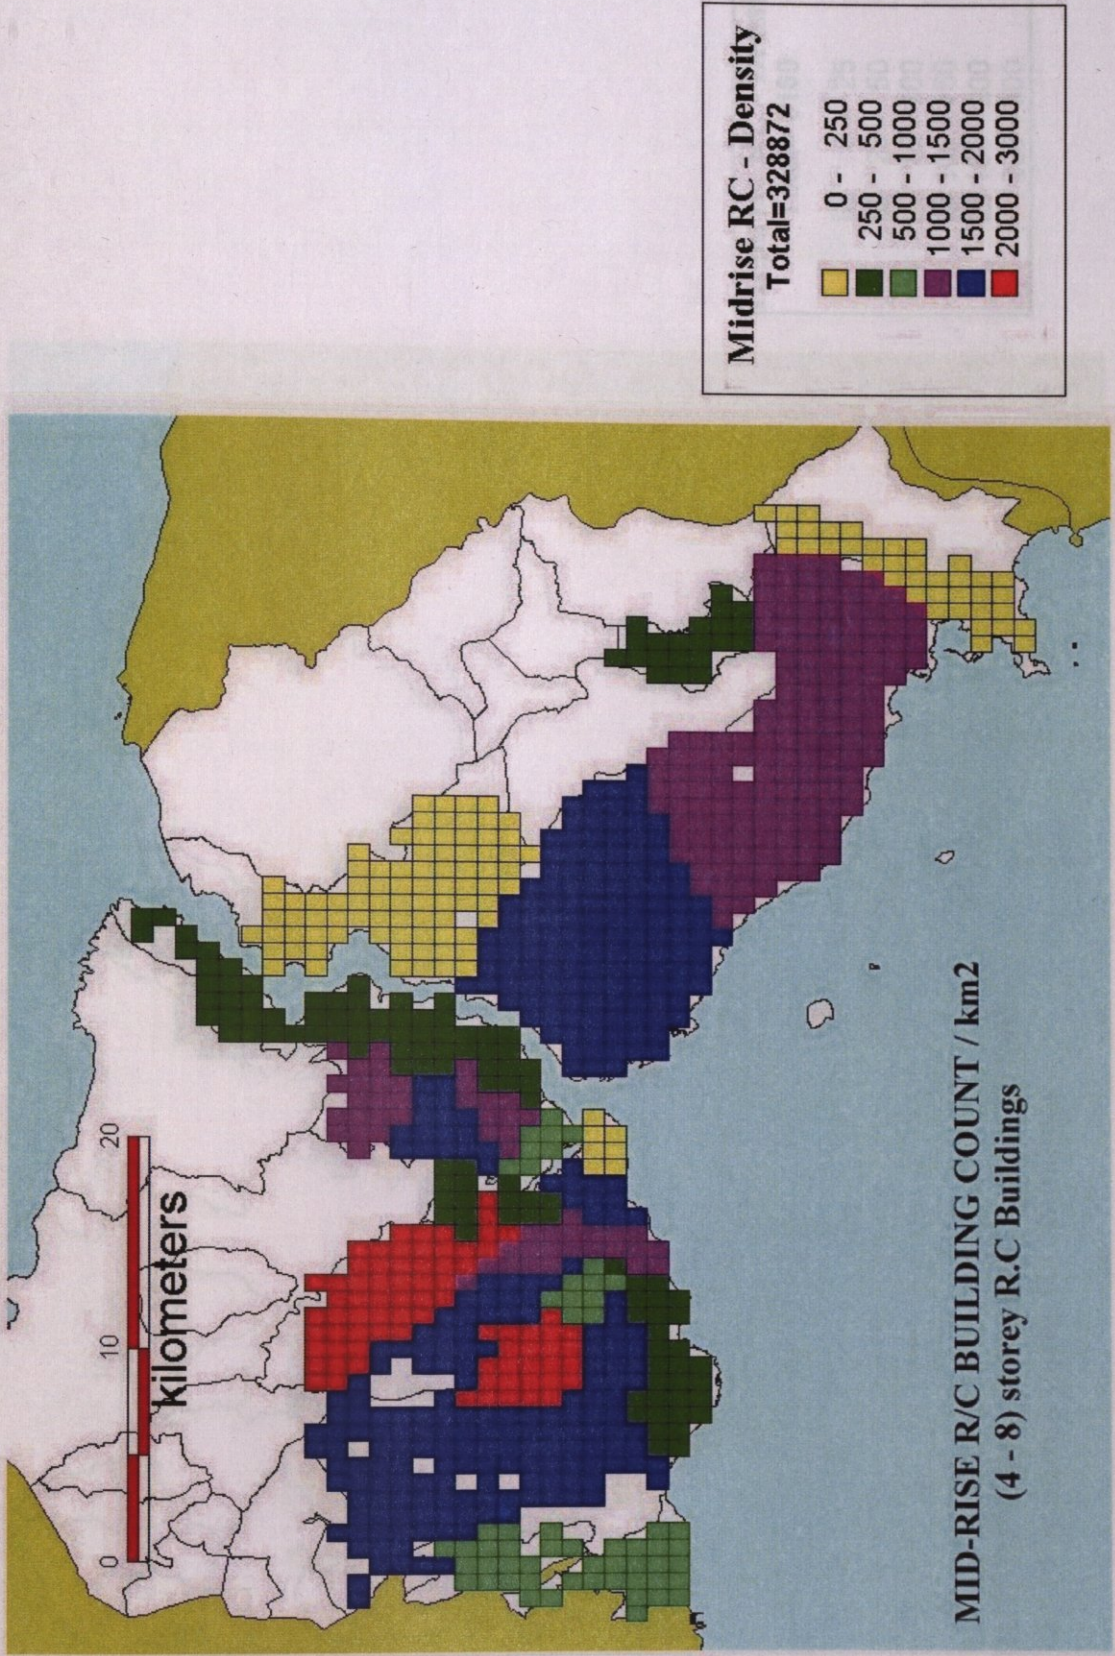 0 10 20
kilometers
MID-RISE R/C BUILDING COUNT / km2
(4 - 8) storey R.C Buildings
Midrise RC - Density
Total=328872
0 - 250
250 - 500
500 - 1000
1000 - 1500
1500 - 2000
2000 - 3000